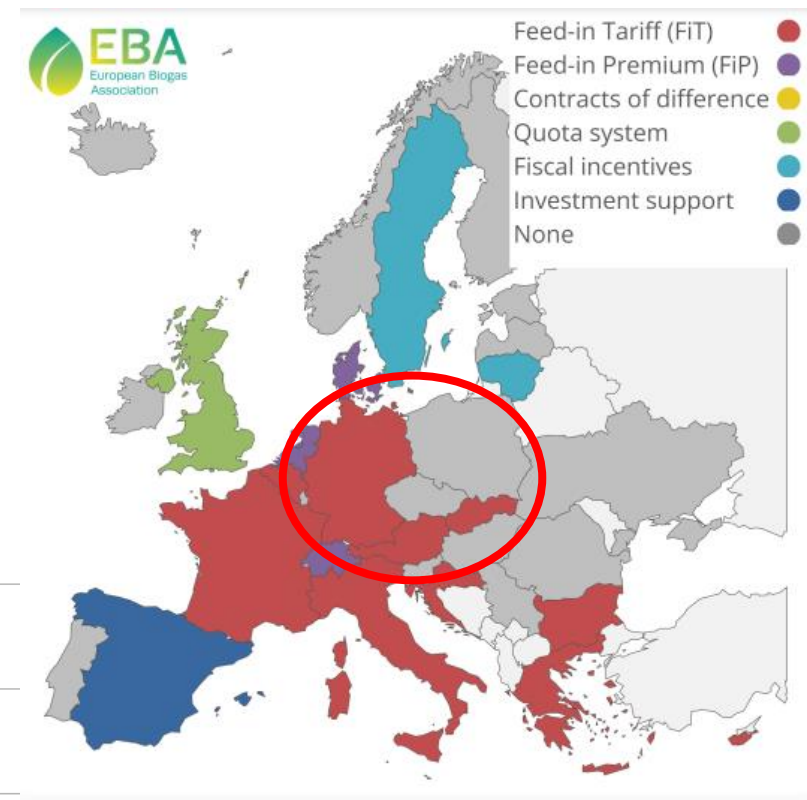 EBA
European Biogas
Association
Feed-in Tariff (FiT)
Feed-in Premium (FiP)
Contracts of difference
Quota system
Fiscal incentives
Investment support
None